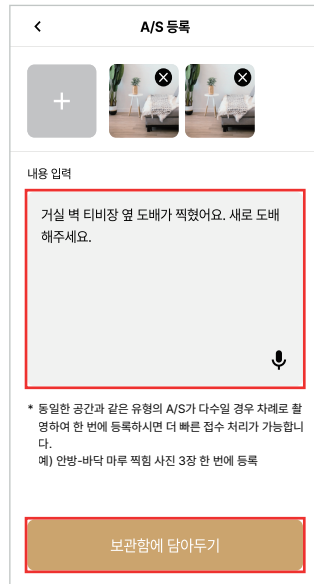 A/S 등록
내용 입력
거실 벽 티비장 옆 도배가 찍혔어요. 새로 도배
해주세요.
* 동일한 공간과 같은 유형의 A/S가 다수일 경우 차례로 촬
영하여 한 번에 등록하시면 더 빠른 접수 처리가 가능합니
다.
예) 안방-바닥 마루 찍힘 사진 3장 한 번에 등록
보관함에 담아두기